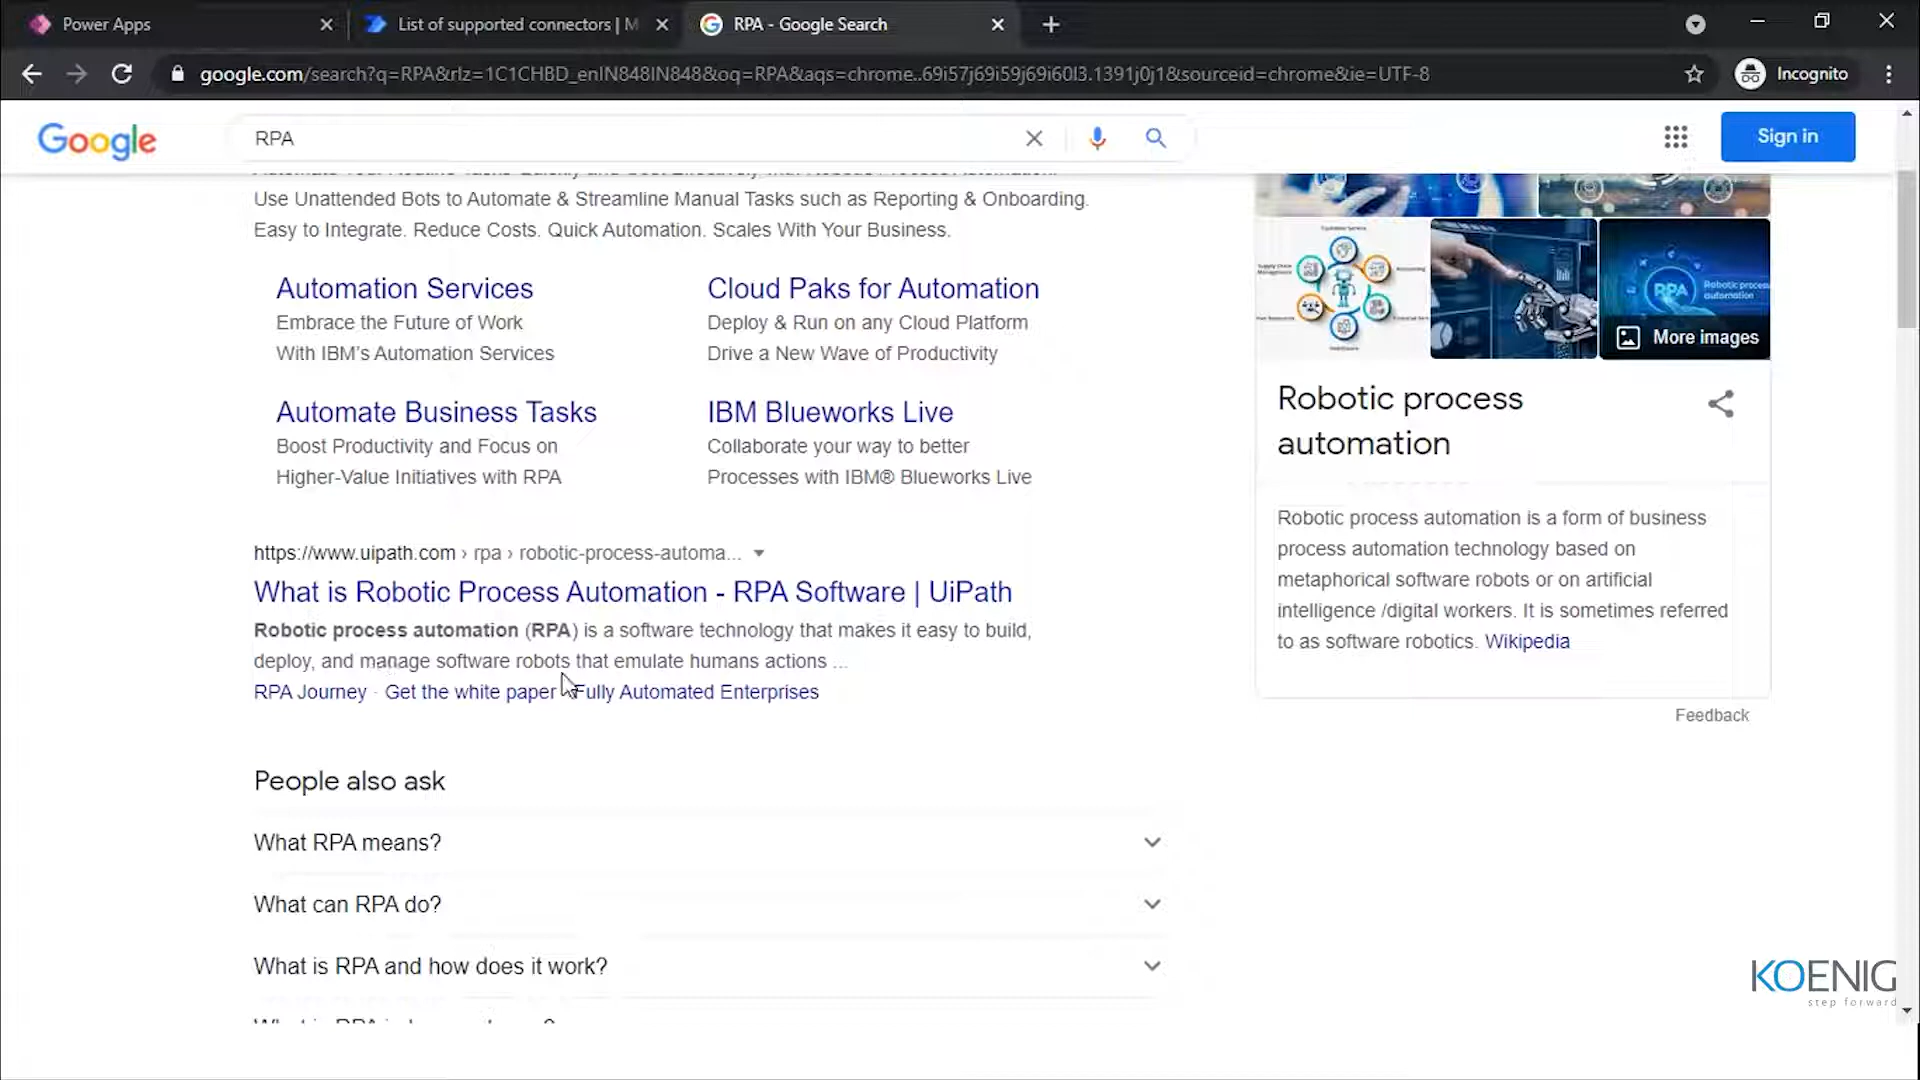 Power Apps
List of supported connectors | M
RPA - Google Search
google.com/search?q=RPA&rlz=1C1CHBD_enIN848IN848&oq=RPA&aqs=chrome..69i57j69i59j69i60l3.1391j0j1&sourceid=chrome&ie=UTF-8
Incognito
Google
RPA
Sign in
Use Unattended Bots to Automate & Streamline Manual Tasks such as Reporting & Onboarding.
Easy to Integrate. Reduce Costs. Quick Automation. Scales With Your Business.
Automation Services
Embrace the Future of Work
With IBM's Automation Services
Cloud Paks for Automation
Deploy & Run on any Cloud Platform
Drive a New Wave of Productivity
Automate Business Tasks
Boost Productivity and Focus on
Higher-Value Initiatives with RPA
IBM Blueworks Live
Collaborate your way to better
Processes with IBM® Blueworks Live
https://www.uipath.com › rpa › robotic-process-automa...
What is Robotic Process Automation - RPA Software | UiPath
Robotic process automation (RPA) is a software technology that makes it easy to build,
deploy, and manage software robots that emulate humans actions ...
RPA Journey · Get the white paper · Fully Automated Enterprises
People also ask
What RPA means?
What can RPA do?
What is RPA and how does it work?
RPA
Robotic process
automation
More images
Robotic process
automation
Robotic process automation is a form of business
process automation technology based on
metaphorical software robots or on artificial
intelligence /digital workers. It is sometimes referred
to as software robotics. Wikipedia
Feedback
KOENIG
step forward